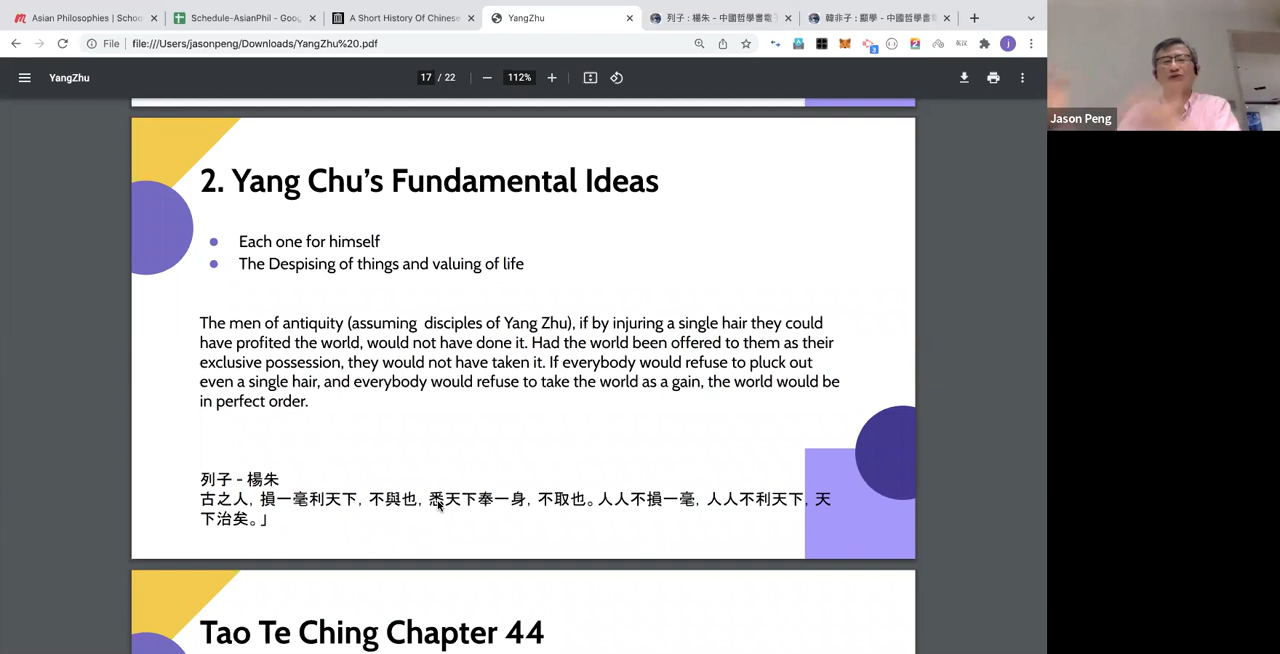 Asian Philosophies | Schoo
Schedule-AsianPhil - Goog
A Short History Of Chinese
YangZhu
列子 : 楊朱 - 中國哲學書電子
韓非子 : 顯學 - 中國哲學書電
File | file:///Users/jasonpeng/Downloads/YangZhu%20.pdf
YangZhu
17 / 22
112%
Jason Peng
2. Yang Chu's Fundamental Ideas
Each one for himself
The Despising of things and valuing of life
The men of antiquity (assuming disciples of Yang Zhu), if by injuring a single hair they could
have profited the world, would not have done it. Had the world been offered to them as their
exclusive possession, they would not have taken it. If everybody would refuse to pluck out
even a single hair, and everybody would refuse to take the world as a gain, the world would be
in perfect order.
列子 - 楊朱
古之人, 損一毫利天下, 不與也, 悉天下奉一身, 不取也。人人不損一毫, 人人不利天下, 天
下治矣。」
Tao Te Ching Chapter 44